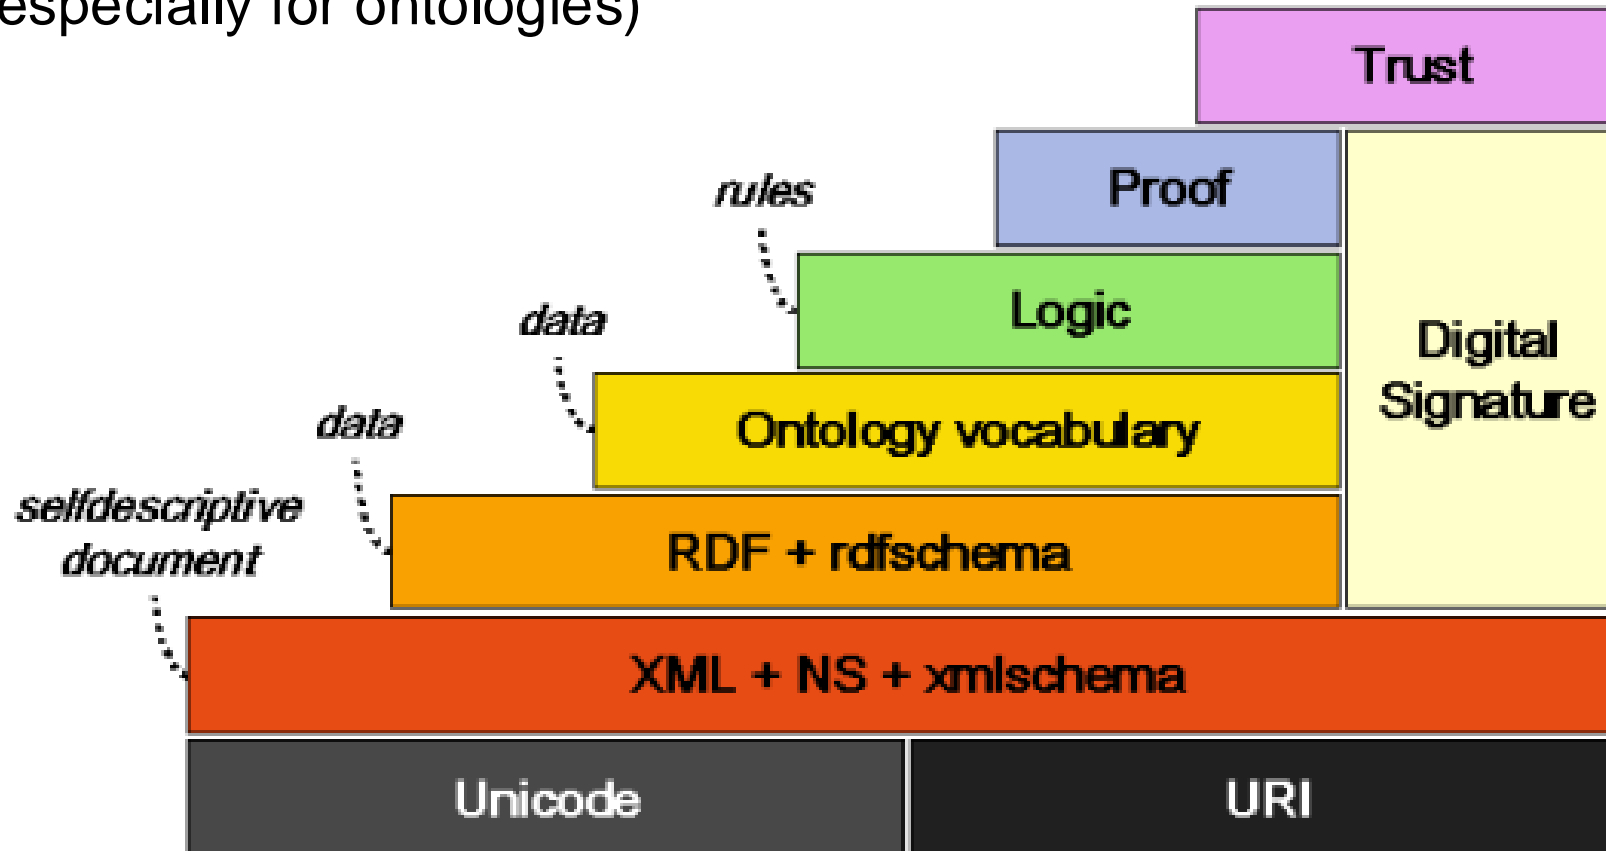 especially for ontologies)
Trust
Proof
rules
Logic
data
Digital
Signature
Ontology vocabulary
data
selfdescriptive
document
RDF + rdfschema
XML + NS + xmlschema
Unicode
URI